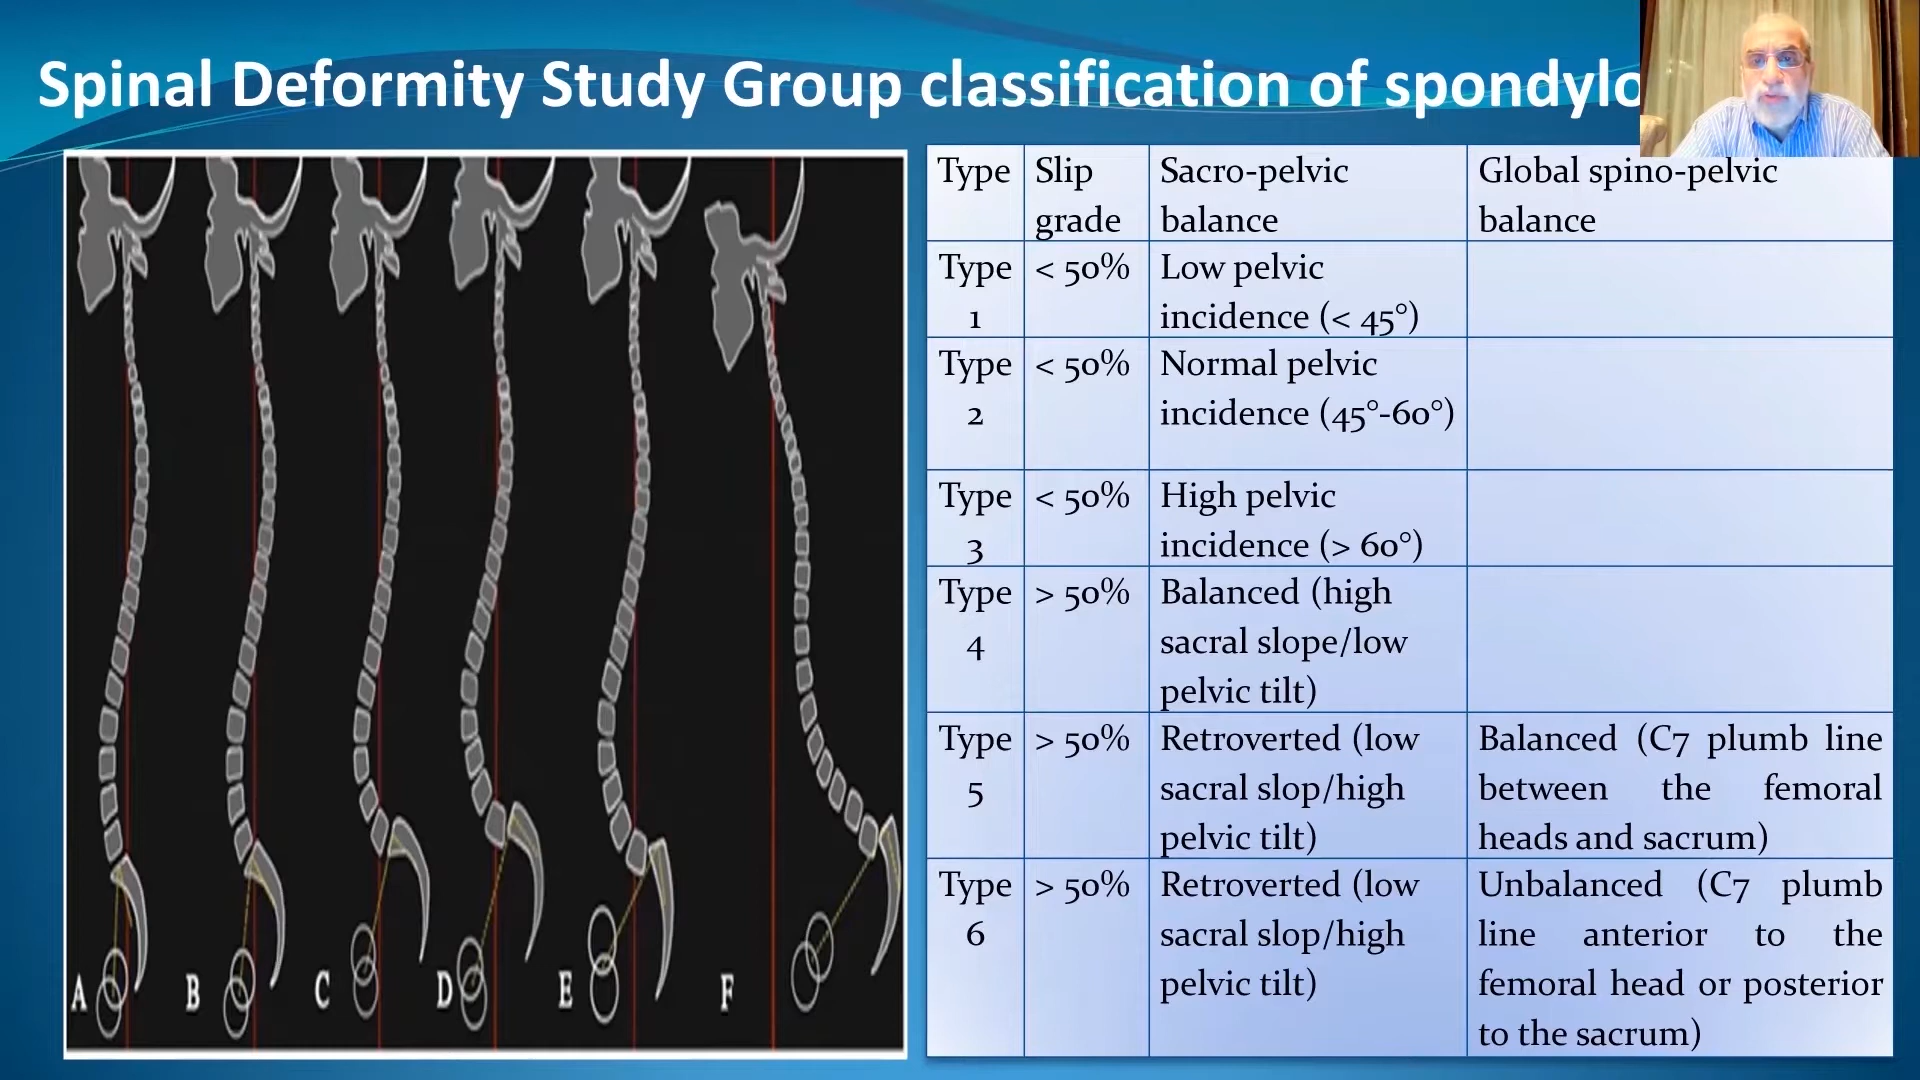 Spinal Deformity Study Group classification of spondylo
Type Slip grade Sacro-pelvic balance Global spino-pelvic balance
Type 1 < 50% Low pelvic incidence (< 45°)
Type 2 < 50% Normal pelvic incidence (45°-60°)
Type 3 < 50% High pelvic incidence (> 60°)
Type 4 > 50% Balanced (high sacral slope/low pelvic tilt)
Type 5 > 50% Retroverted (low sacral slop/high pelvic tilt) Balanced (C7 plumb line between the femoral heads and sacrum)
Type 6 > 50% Retroverted (low sacral slop/high pelvic tilt) Unbalanced (C7 plumb line anterior to the femoral head or posterior to the sacrum)
A B C D E F